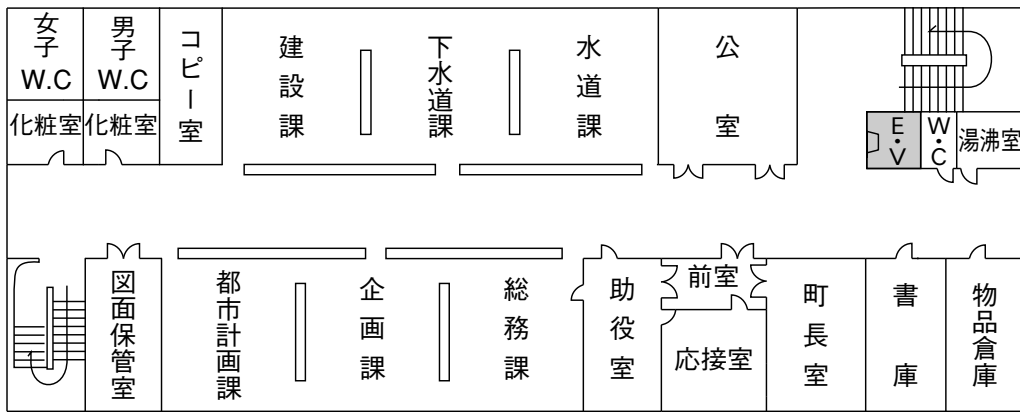 女子
W.C
男子
W.C
コピー室
建設課
下水道課
水道課
公室
化粧室
化粧室
E・V
W・C
湯沸室
図面保管室
都市計画課
企画課
総務課
助役室
前室
応接室
町長室
書庫
物品倉庫